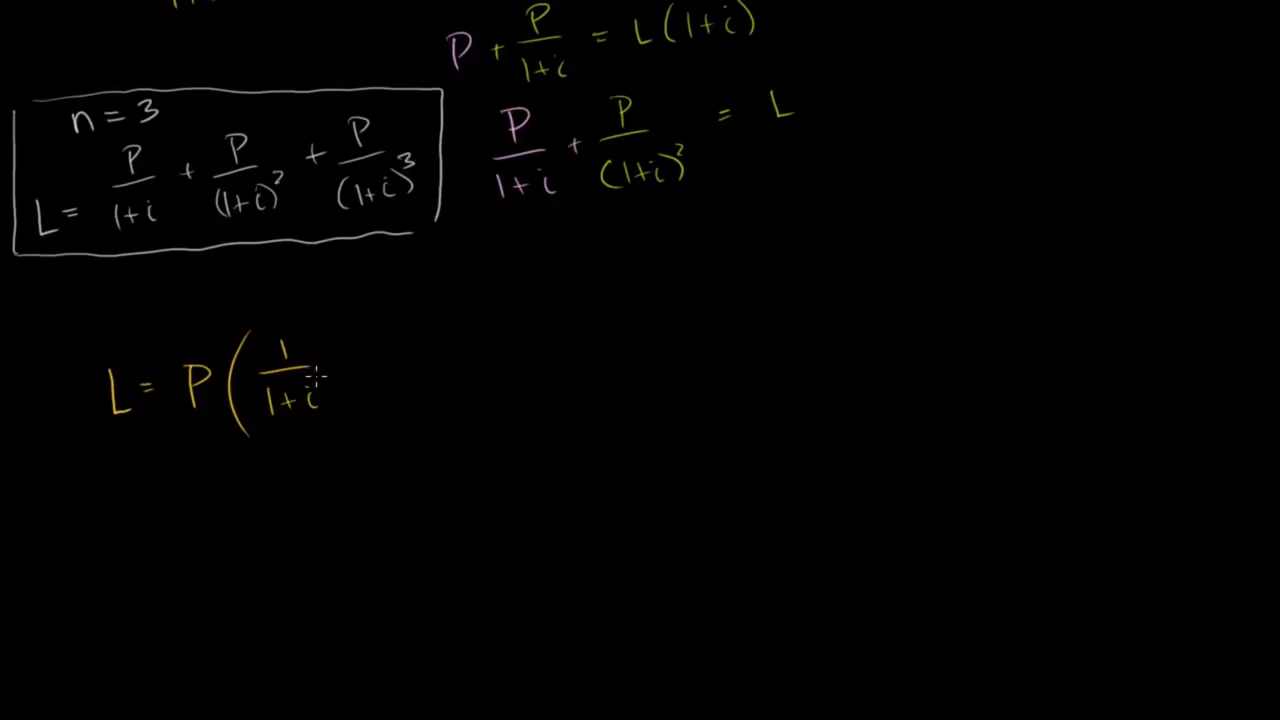 P + P/(1+i) = L(1+i)
n = 3
L = P/(1+i) + P/(1+i)² + P/(1+i)³
P/(1+i) + P/(1+i)² = L
L = P ( 1/(1+i)